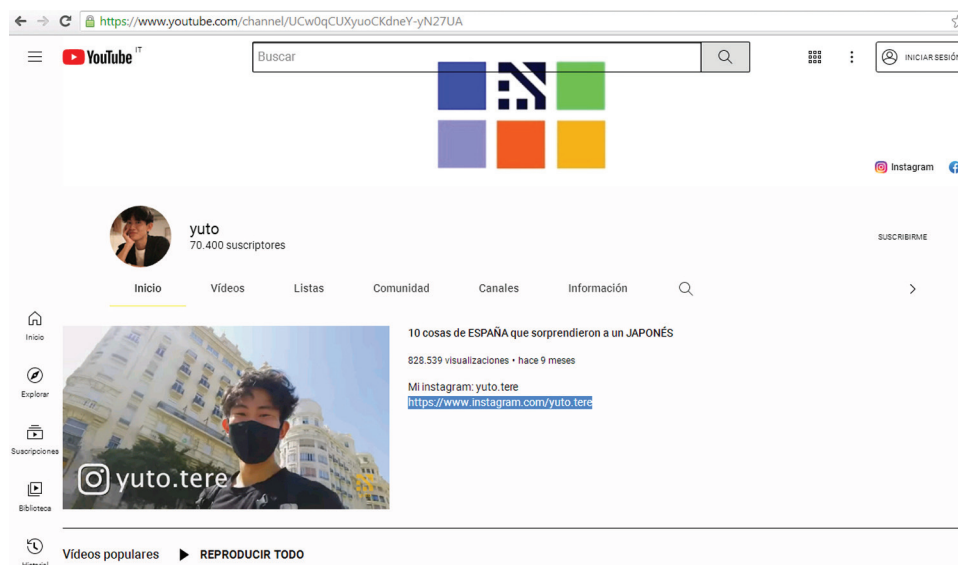 https://www.youtube.com/channel/UCw0qCUXyuoCKdneY-yN27UA
YouTube IT
Buscar
INICIAR SESIÓN
Instagram
yuto
70.400 suscriptores
SUSCRIBIRME
Inicio Vídeos Listas Comunidad Canales Información
Inicio
Explorar
Suscripciones
Biblioteca
Historial
10 cosas de ESPAÑA que sorprendieron a un JAPONÉS
828.539 visualizaciones • hace 9 meses
Mi instagram: yuto.tere
https://www.instagram.com/yuto.tere
yuto.tere
Vídeos populares REPRODUCIR TODO